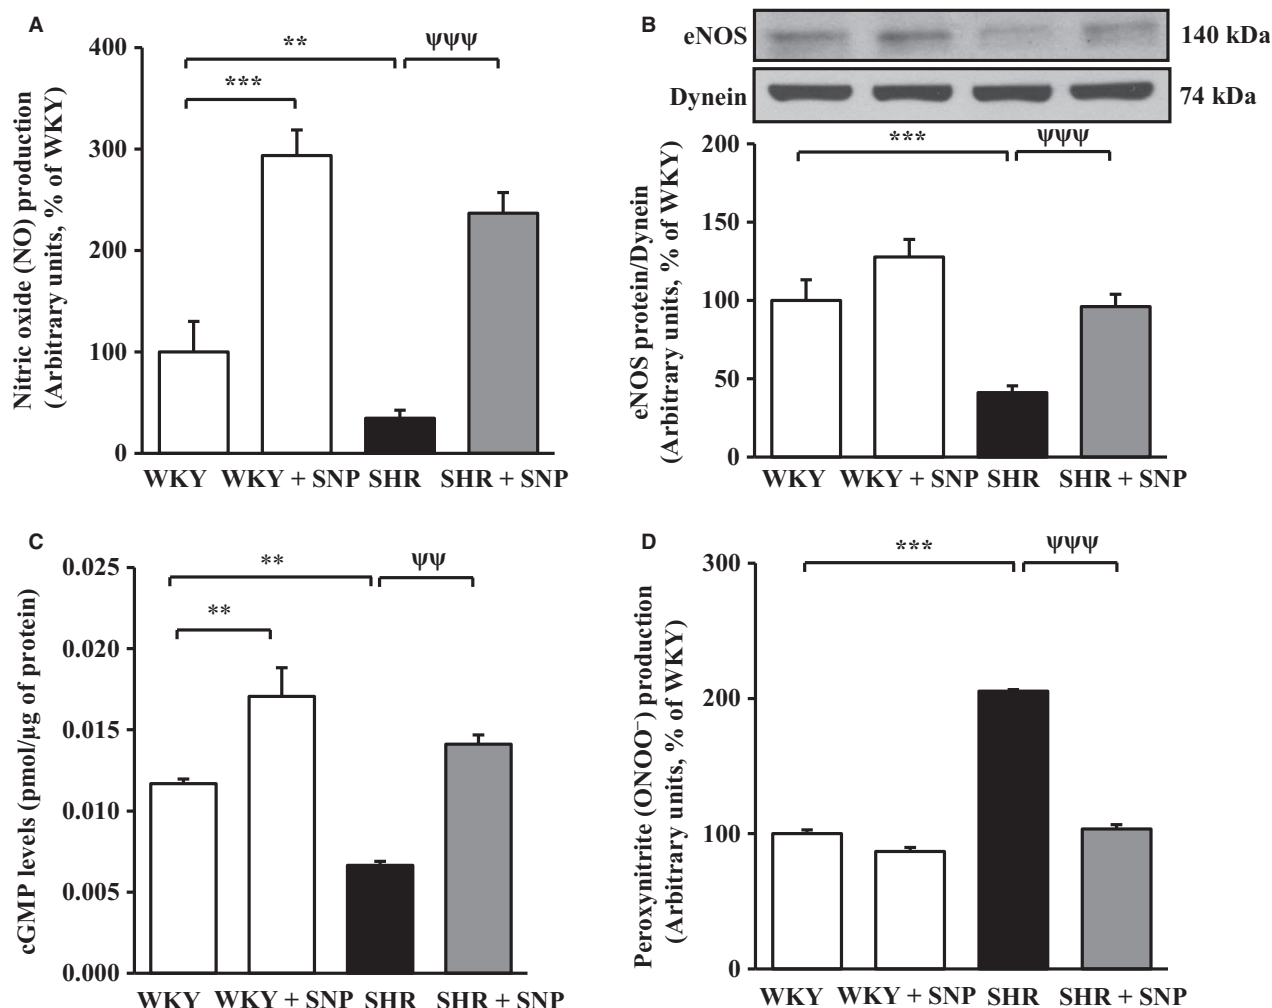 A
400
300
200
100
0
Nitric oxide (NO) production
(Arbitrary units, % of WKY)
**
ψψψ
***
WKY WKY + SNP SHR SHR + SNP
B
eNOS 140 kDa
Dynein 74 kDa
200
150
100
50
0
eNOS protein/Dynein
(Arbitrary units, % of WKY)
***
ψψψ
WKY WKY + SNP SHR SHR + SNP
C
0.025
0.020
0.015
0.010
0.005
0.000
cGMP levels (pmol/µg of protein)
**
ψψ
**
WKY WKY + SNP SHR SHR + SNP
D
300
200
100
0
Peroxynitrite (ONOO⁻) production
(Arbitrary units, % of WKY)
***
ψψψ
WKY WKY + SNP SHR SHR + SNP